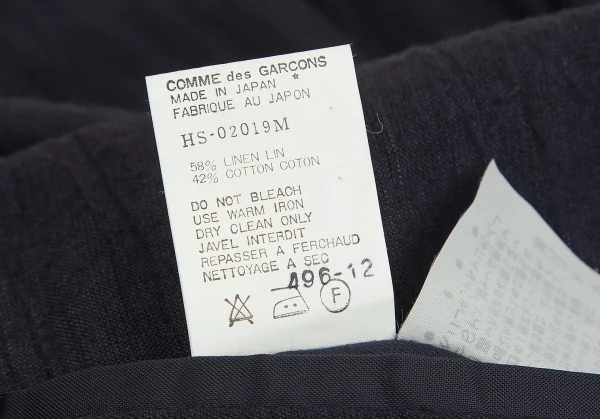 COMME des GARCONS
MADE IN JAPAN *
FABRIQUE AU JAPON
HS-02019M
58% LINEN LIN
42% COTTON COTON
DO NOT BLEACH
USE WARM IRON
DRY CLEAN ONLY
JAVEL INTERDIT
REPASSER A FERCHAUD
NETTOYAGE A SEC
496-12
F